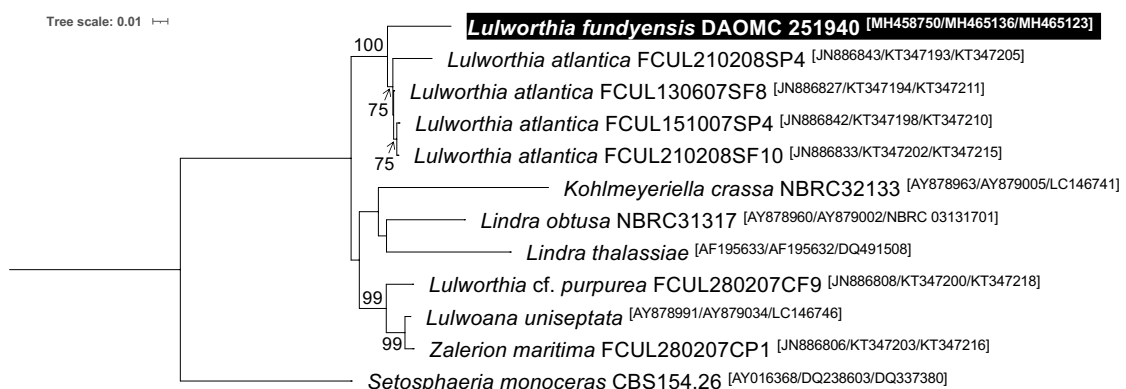 Tree scale: 0.01
Lulworthia fundyensis DAOMC 251940 [MH458750/MH465136/MH465123]
100
Lulworthia atlantica FCUL210208SP4 [JN886843/KT347193/KT347205]
Lulworthia atlantica FCUL130607SF8 [JN886827/KT347194/KT347211]
75
Lulworthia atlantica FCUL151007SP4 [JN886842/KT347198/KT347210]
Lulworthia atlantica FCUL210208SF10 [JN886833/KT347202/KT347215]
75
Kohlmeyeriella crassa NBRC32133 [AY878963/AY879005/LC146741]
Lindra obtusa NBRC31317 [AY878960/AY879002/NBRC 03131701]
Lindra thalassiae [AF195633/AF195632/DQ491508]
Lulworthia cf. purpurea FCUL280207CF9 [JN886808/KT347200/KT347218]
99
Lulwoana uniseptata [AY878991/AY879034/LC146746]
99
Zalerion maritima FCUL280207CP1 [JN886806/KT347203/KT347216]
Setosphaeria monoceras CBS154.26 [AY016368/DQ238603/DQ337380]